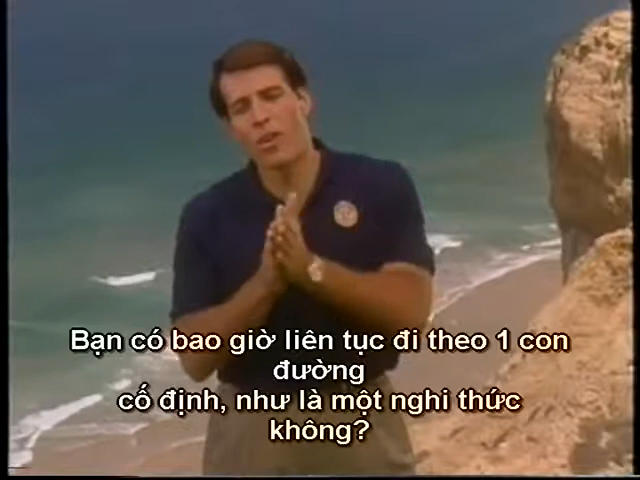 Bạn có bao giờ liên tục đi theo 1 con
đường
cố định, như là một nghi thức
không?